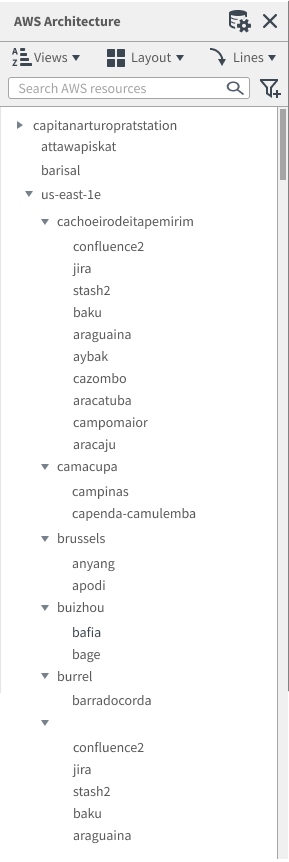 AWS Architecture
A
Z Views Layout Lines
Search AWS resources
capitanarturopratstation
attawapiskat
barisal
us-east-1e
cachoeirodeitapemirim
confluence2
jira
stash2
baku
araguaina
aybak
cazombo
aracatuba
campomaior
aracaju
camacupa
campinas
capenda-camulemba
brussels
anyang
apodi
buizhou
bafia
bage
burrel
barradocorda
confluence2
jira
stash2
baku
araguaina